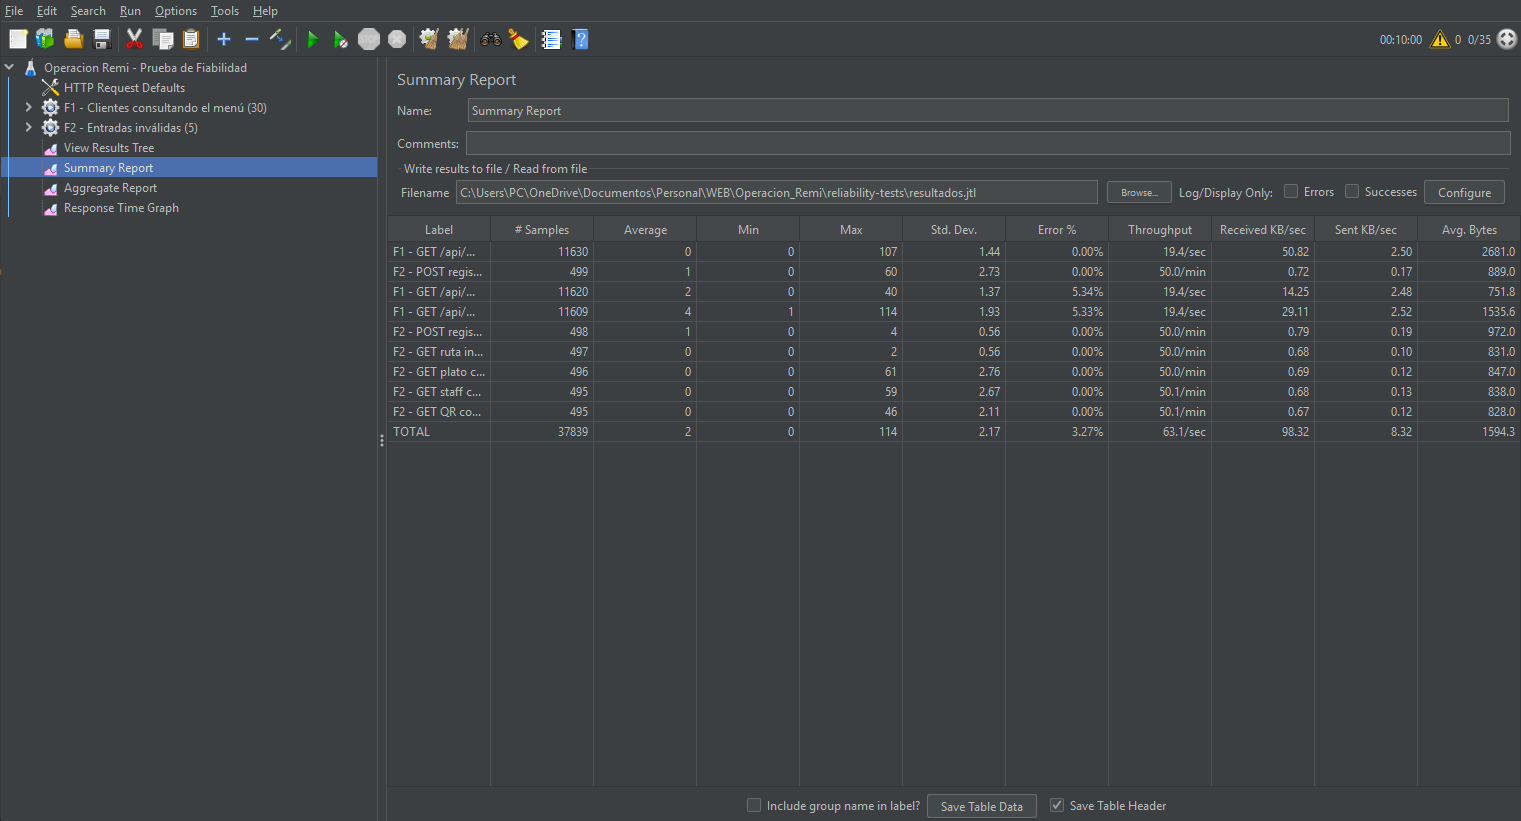 File Edit Search Run Options Tools Help
00:10:00 0 0/35
Operacion Remi - Prueba de Fiabilidad
HTTP Request Defaults
F1 - Clientes consultando el menú (30)
F2 - Entradas inválidas (5)
View Results Tree
Summary Report
Aggregate Report
Response Time Graph
Summary Report
Name: Summary Report
Comments:
Write results to file / Read from file
Filename C:\Users\PC\OneDrive\Documentos\Personal\WEB\Operacion_Remi\reliability-tests\resultados.jtl Browse... Log/Display Only: Errors Successes Configure
Label # Samples Average Min Max Std. Dev. Error % Throughput Received KB/sec Sent KB/sec Avg. Bytes
F1 - GET /api/... 11630 0 0 107 1.44 0.00% 19.4/sec 50.82 2.50 2681.0
F2 - POST regis... 499 1 0 60 2.73 0.00% 50.0/min 0.72 0.17 889.0
F1 - GET /api/... 11620 2 0 40 1.37 5.34% 19.4/sec 14.25 2.48 751.8
F1 - GET /api/... 11609 4 1 114 1.93 5.33% 19.4/sec 29.11 2.52 1535.6
F2 - POST regis... 498 1 0 4 0.56 0.00% 50.0/min 0.79 0.19 972.0
F2 - GET ruta in... 497 0 0 2 0.56 0.00% 50.0/min 0.68 0.10 831.0
F2 - GET plato c... 496 0 0 61 2.76 0.00% 50.0/min 0.69 0.12 847.0
F2 - GET staff c... 495 0 0 59 2.67 0.00% 50.1/min 0.68 0.13 838.0
F2 - GET QR co... 495 0 0 46 2.11 0.00% 50.1/min 0.67 0.12 828.0
TOTAL 37839 2 0 114 2.17 3.27% 63.1/sec 98.32 8.32 1594.3
Include group name in label? Save Table Data Save Table Header